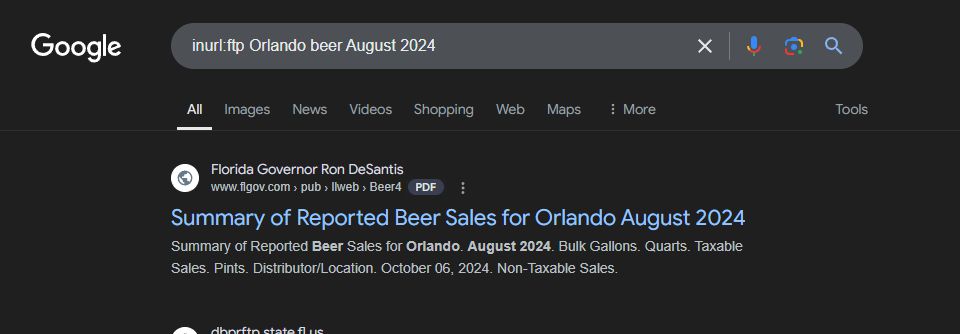 Google
inurl:ftp Orlando beer August 2024
All Images News Videos Shopping Web Maps More Tools
Florida Governor Ron DeSantis
www.flgov.com › pub › llweb › Beer4 PDF
Summary of Reported Beer Sales for Orlando August 2024
Summary of Reported Beer Sales for Orlando. August 2024. Bulk Gallons. Quarts. Taxable
Sales. Pints. Distributor/Location. October 06, 2024. Non-Taxable Sales.
dbprftp.state.fl.us